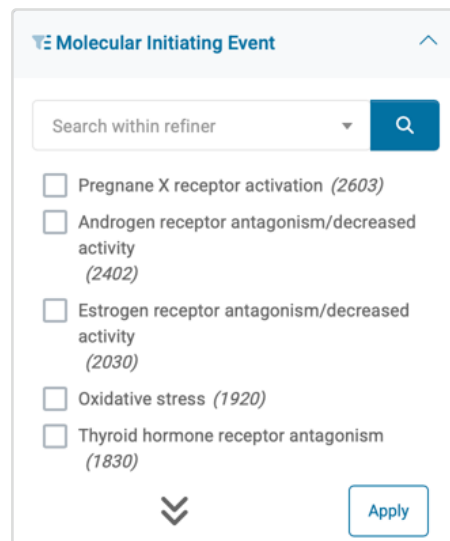 Molecular Initiating Event
Search within refiner
Pregnane X receptor activation (2603)
Androgen receptor antagonism/decreased
activity
(2402)
Estrogen receptor antagonism/decreased
activity
(2030)
Oxidative stress (1920)
Thyroid hormone receptor antagonism
(1830)
Apply